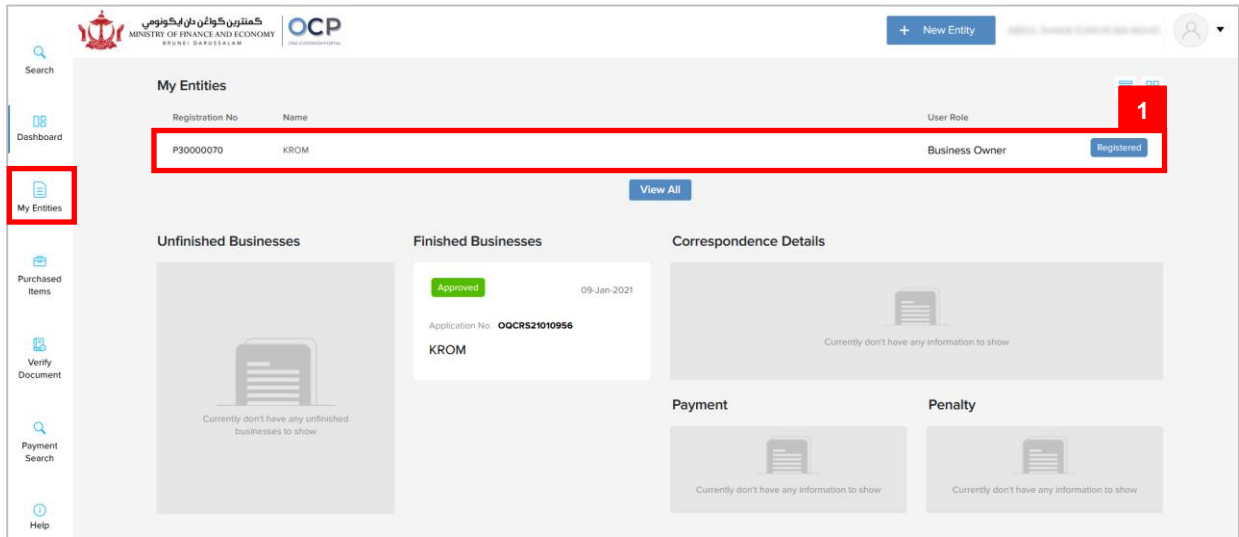 كمنترين كواڠن دان ايكونومي
MINISTRY OF FINANCE AND ECONOMY
BRUNEI DARUSSALAM
OCP
+ New Entity
Search
Dashboard
My Entities
Purchased
Items
Verify
Document
Payment
Search
Help
My Entities
1
Registration No Name User Role
P30000070 KROM Business Owner Registered
View All
Unfinished Businesses
Currently don't have any unfinished
businesses to show
Finished Businesses
Approved 09-Jan-2021
Application No OQCRS21010956
KROM
Correspondence Details
Currently don't have any information to show
Payment
Currently don't have any information to show
Penalty
Currently don't have any information to show